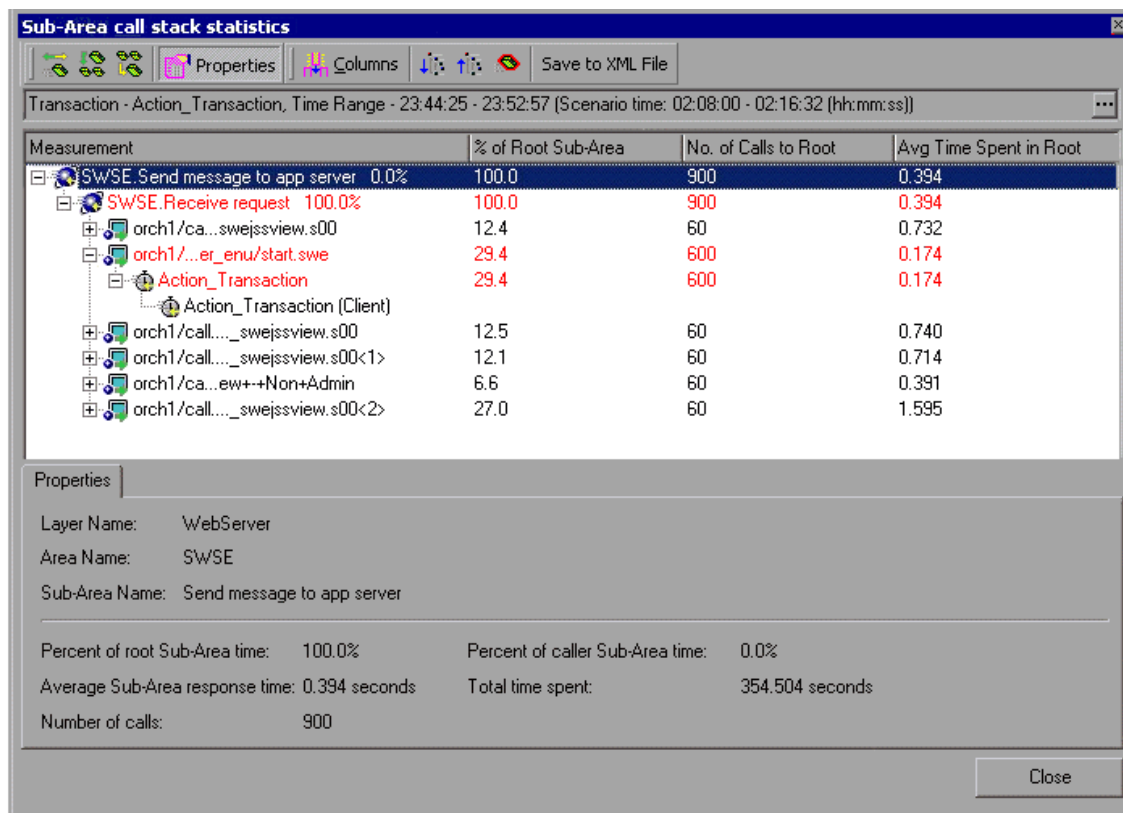 Sub-Area call stack statistics
Properties Columns Save to XML File
Transaction - Action_Transaction, Time Range - 23:44:25 - 23:52:57 (Scenario time: 02:08:00 - 02:16:32 (hh:mm:ss)) ...
Measurement % of Root Sub-Area No. of Calls to Root Avg Time Spent in Root
SWSE.Send message to app server 0.0% 100.0 900 0.394
SWSE.Receive request 100.0% 100.0 900 0.394
orch1/ca...swejssview.s00 12.4 60 0.732
orch1/...er_enu/start.swe 29.4 600 0.174
Action_Transaction 29.4 600 0.174
Action_Transaction (Client)
orch1/call...._swejssview.s00 12.5 60 0.740
orch1/call...._swejssview.s00<1> 12.1 60 0.714
orch1/ca...ew+-+Non+Admin 6.6 60 0.391
orch1/call...._swejssview.s00<2> 27.0 60 1.595
Properties
Layer Name: WebServer
Area Name: SWSE
Sub-Area Name: Send message to app server
Percent of root Sub-Area time: 100.0% Percent of caller Sub-Area time: 0.0%
Average Sub-Area response time: 0.394 seconds Total time spent: 354.504 seconds
Number of calls: 900
Close